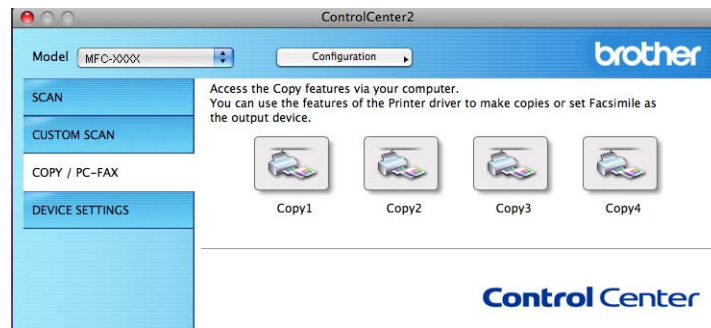 ControlCenter2
Model MFC-XXXX Configuration brother
SCAN
CUSTOM SCAN
COPY / PC-FAX
DEVICE SETTINGS
Access the Copy features via your computer.
You can use the features of the Printer driver to make copies or set Facsimile as
the output device.
Copy1 Copy2 Copy3 Copy4
Control Center